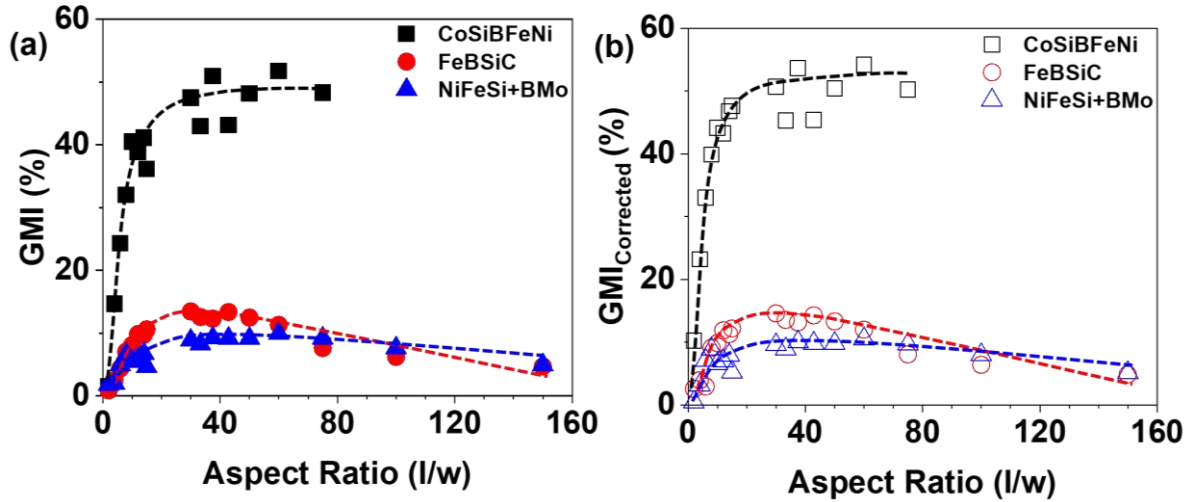 (a)
60
40
20
0
GMI (%)
CoSiBFeNi
FeBSiC
NiFeSi+BMo
0 40 80 120 160
Aspect Ratio (l/w)
(b)
60
40
20
0
GMICorrected (%)
CoSiBFeNi
FeBSiC
NiFeSi+BMo
0 40 80 120 160
Aspect Ratio (l/w)